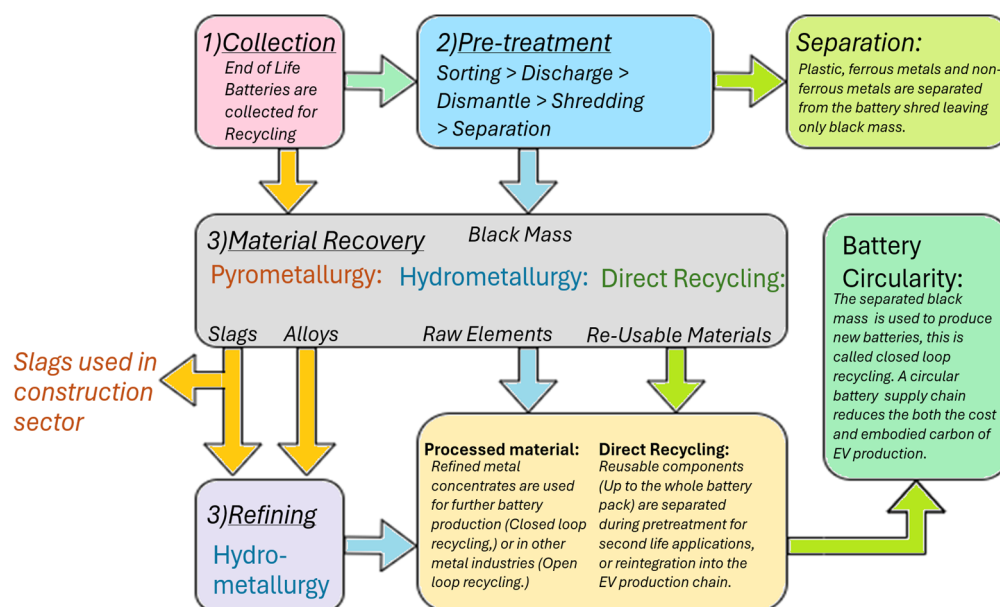 1)Collection
End of Life
Batteries are
collected for
Recycling
2)Pre-treatment
Sorting > Discharge >
Dismantle > Shredding
> Separation
Separation:
Plastic, ferrous metals and non-
ferrous metals are separated
from the battery shred leaving
only black mass.
3)Material Recovery
Black Mass
Pyrometallurgy:
Hydrometallurgy:
Direct Recycling:
Slags
Alloys
Raw Elements
Re-Usable Materials
Battery
Circularity:
The separated black
mass is used to produce
new batteries, this is
called closed loop
recycling. A circular
battery supply chain
reduces the both the cost
and embodied carbon of
EV production.
Slags used in
construction
sector
3)Refining
Hydro-
metallurgy
Processed material:
Refined metal
concentrates are used
for further battery
production (Closed loop
recycling,) or in other
metal industries (Open
loop recycling.)
Direct Recycling:
Reusable components
(Up to the whole battery
pack) are separated
during pretreatment for
second life applications,
or reintegration into the
EV production chain.